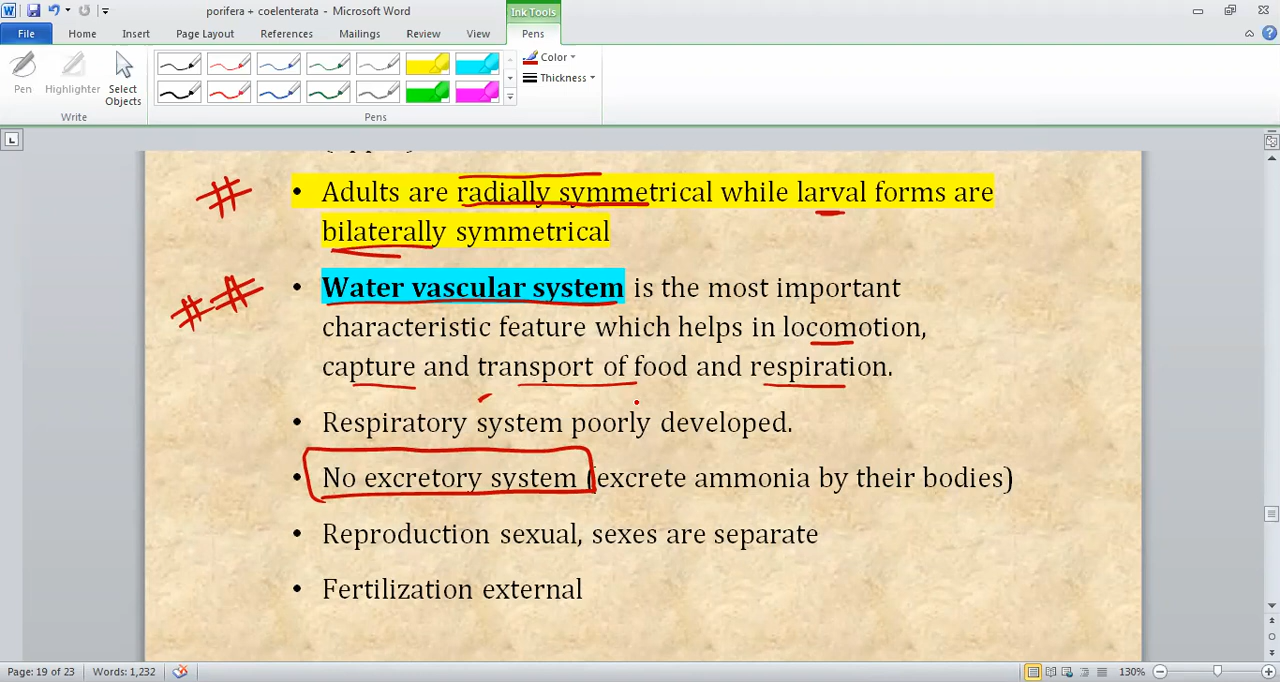 porifera + coelenterata - Microsoft Word
Ink Tools
File Home Insert Page Layout References Mailings Review View Pens
Pen Highlighter Select Objects
Color
Thickness
Write
Pens
# • Adults are radially symmetrical while larval forms are
bilaterally symmetrical
## • Water vascular system is the most important
characteristic feature which helps in locomotion,
capture and transport of food and respiration.
• Respiratory system poorly developed.
• No excretory system (excrete ammonia by their bodies)
• Reproduction sexual, sexes are separate
• Fertilization external
Page: 19 of 23 Words: 1,232 130%